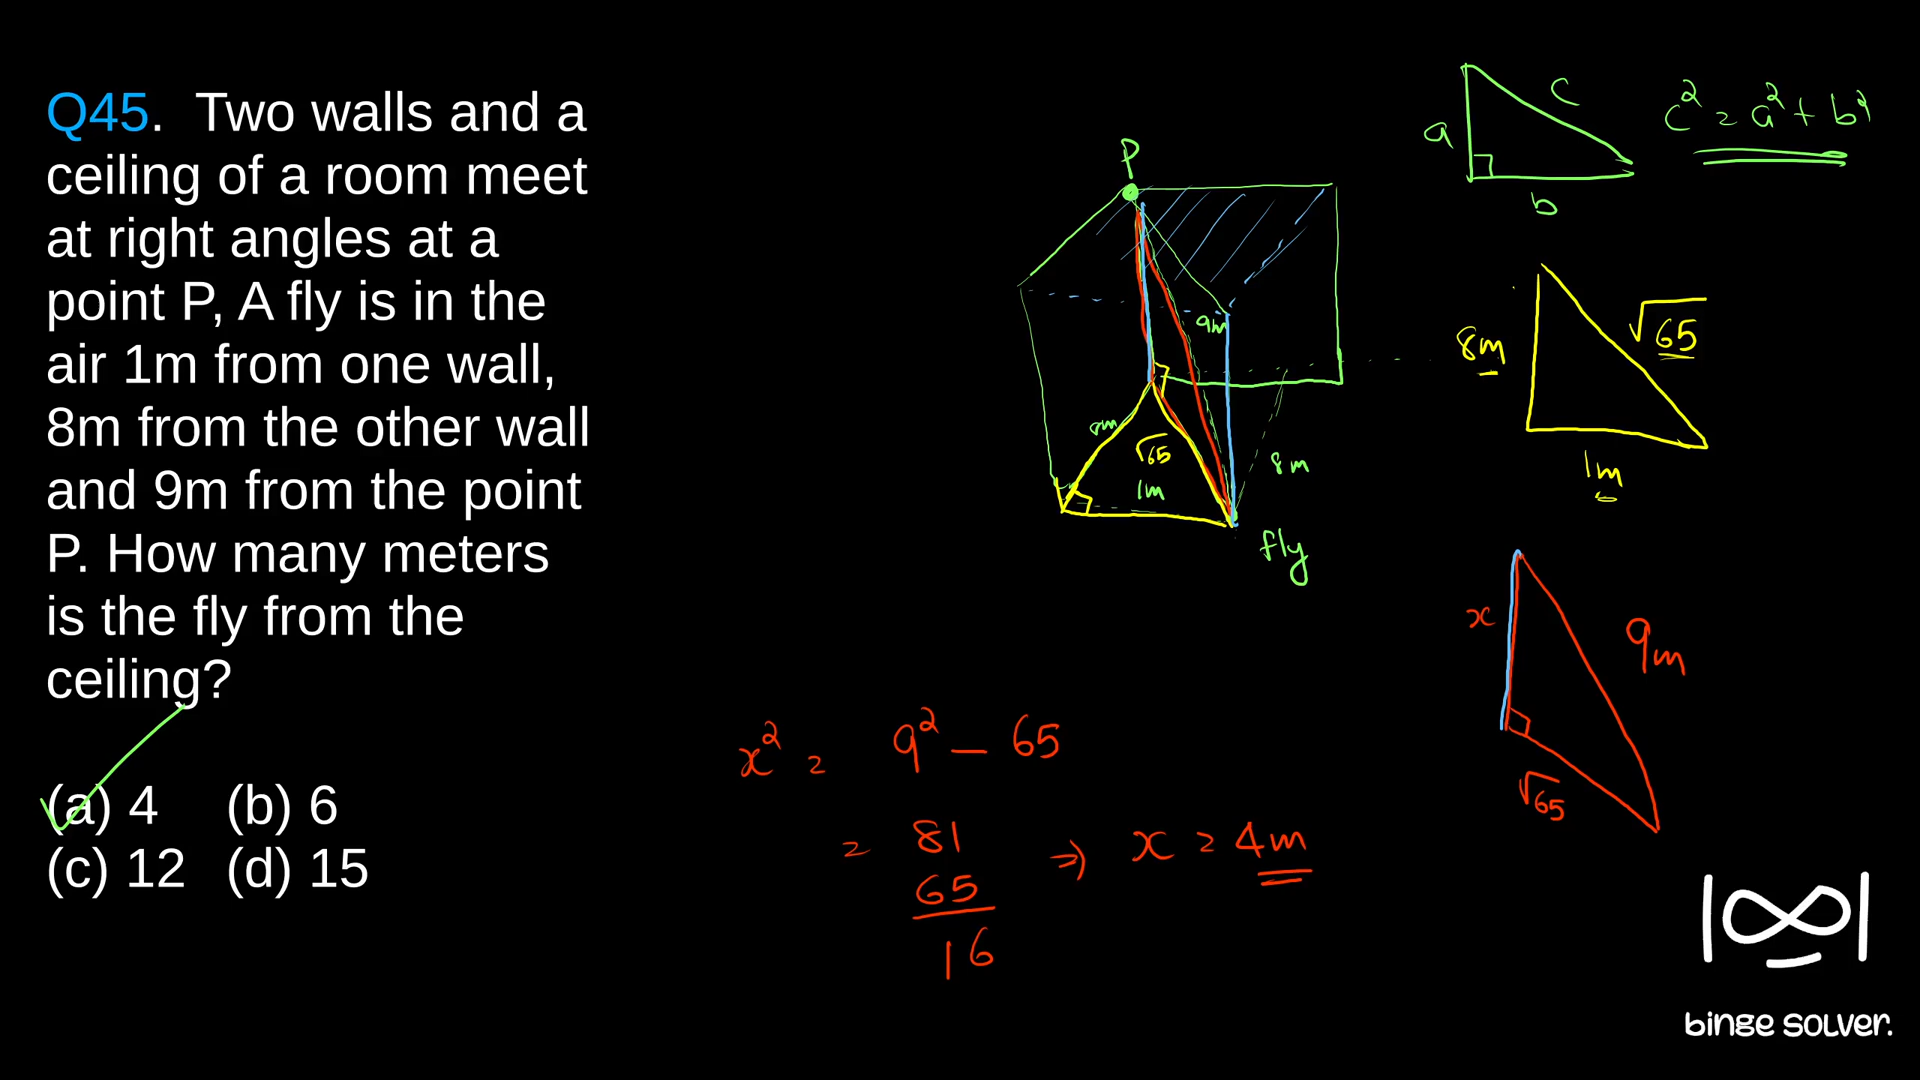 Q45. Two walls and a
ceiling of a room meet
at right angles at a
point P, A fly is in the
air 1m from one wall,
8m from the other wall
and 9m from the point
P. How many meters
is the fly from the
ceiling?
(a) 4 (b) 6
(c) 12 (d) 15
P
9m
8m
√65
1m
8m
fly
a
c
b
c² = a² + b²
8m
√65
1m
x
9m
√65
x² = 9² - 65
= 81
65
16
⇒ x = 4m
binge solver.